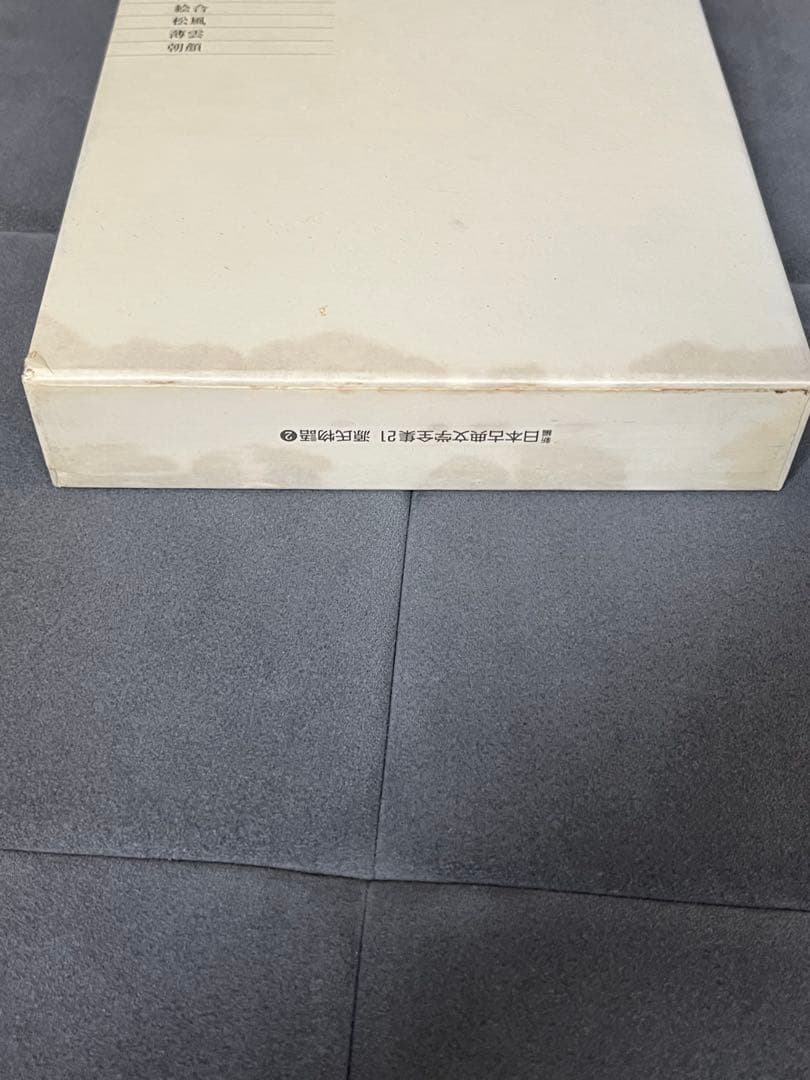 絵合
松風
薄雲
朝顔
新編日本古典文学全集21 源氏物語❷